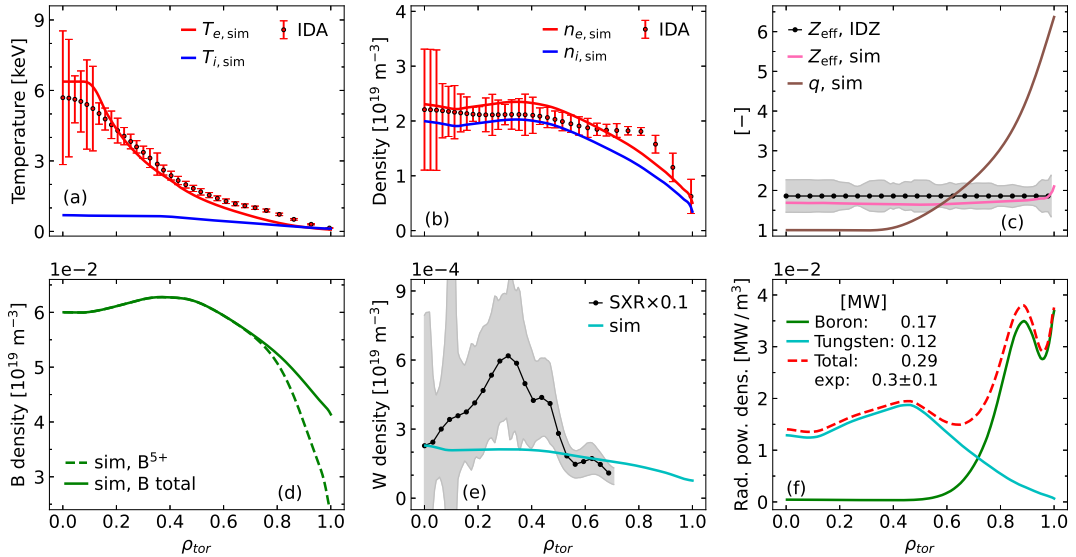 9
6
3
0
Temperature [keV]
T_e, sim
T_i, sim
IDA
(a)
4
3
2
1
0
Density [10^19 m^−3]
n_e, sim
n_i, sim
IDA
(b)
6
5
4
3
2
1
[−]
Z_eff, IDZ
Z_eff, sim
q, sim
(c)
1e−2
6
5
4
3
B density [10^19 m^−3]
sim, B^5+
sim, B total
(d)
0.0 0.2 0.4 0.6 0.8 1.0
ρ_tor
1e−4
9
6
3
0
W density [10^19 m^−3]
SXR×0.1
sim
(e)
0.0 0.2 0.4 0.6 0.8 1.0
ρ_tor
1e−2
4
3
2
1
0
Rad. pow. dens. [MW/m^3]
[MW]
Boron: 0.17
Tungsten: 0.12
Total: 0.29
exp: 0.3±0.1
(f)
0.0 0.2 0.4 0.6 0.8 1.0
ρ_tor